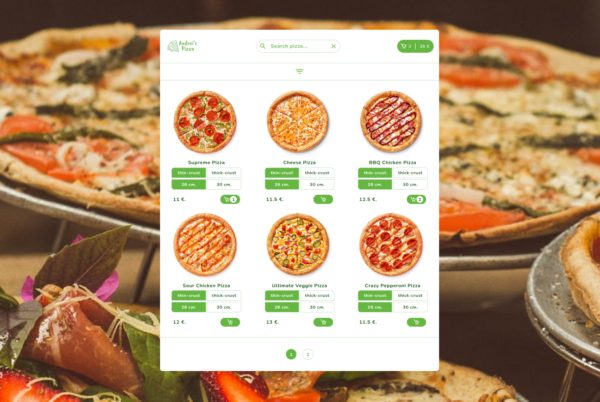 Andrei's
Pizza
Search pizza...
Supreme Pizza
thin-crust thick-crust
26 cm. 30 cm.
11 €. 1
Cheese Pizza
thin-crust thick-crust
26 cm. 30 cm.
11.5 €.
BBQ Chicken Pizza
thin-crust thick-crust
26 cm. 30 cm.
12.5 €. 2
Sour Chicken Pizza
thin-crust thick-crust
26 cm. 30 cm.
12 €.
Ultimate Veggie Pizza
thin-crust thick-crust
26 cm. 30 cm.
13 €.
Crazy Pepperoni Pizza
thin-crust thick-crust
26 cm. 30 cm.
11.5 €.
1 2